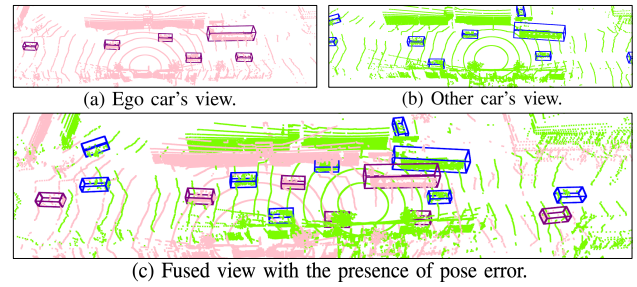 (a) Ego car's view.
(b) Other car's view.
(c) Fused view with the presence of pose error.